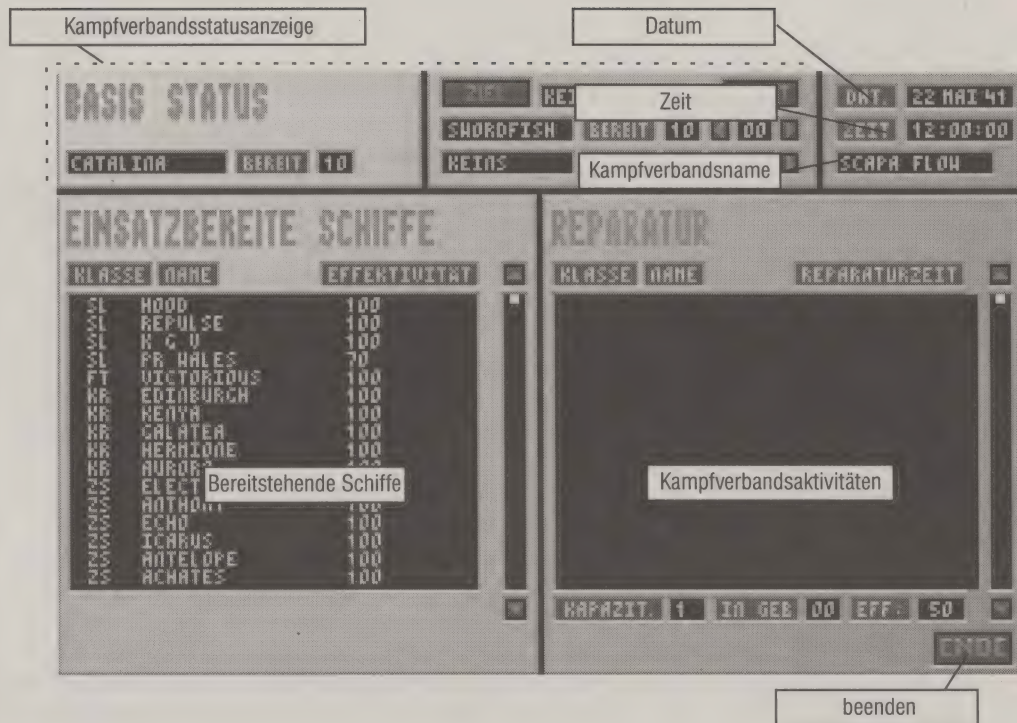 Kampfverbandsstatusanzeige
Datum
BASIS STATUS
ZIEL
DAT. 22 MAI 41
Zeit
SWORDFISH BEREIT 10 00
ZEIT 12:00:00
CATALINA BEREIT 10
KEINS
Kampfverbandsname
SCAPA FLOW
EINSATZBEREITE SCHIFFE
KLASSE NAME EFFEKTIVITÄT
SL HOOD 100
SL REPULSE 100
SL K G V 100
SL PR WALES 70
FT VICTORIOUS 100
KR EDINBURGH 100
KR KENYA 100
KR GALATEA 100
KR HERMIONE 100
KR AURORA
ZS
Bereitstehende Schiffe
ZS ANTHONY 100
ZS ECHO 100
ZS ICARUS 100
ZS ANTELOPE 100
ZS ACHATES 100
REPARATUR
KLASSE NAME REPARATURZEIT
Kampfverbandsaktivitäten
KAPAZIT. 1 IN GEB 00 EFF: 50
ENDE
beenden